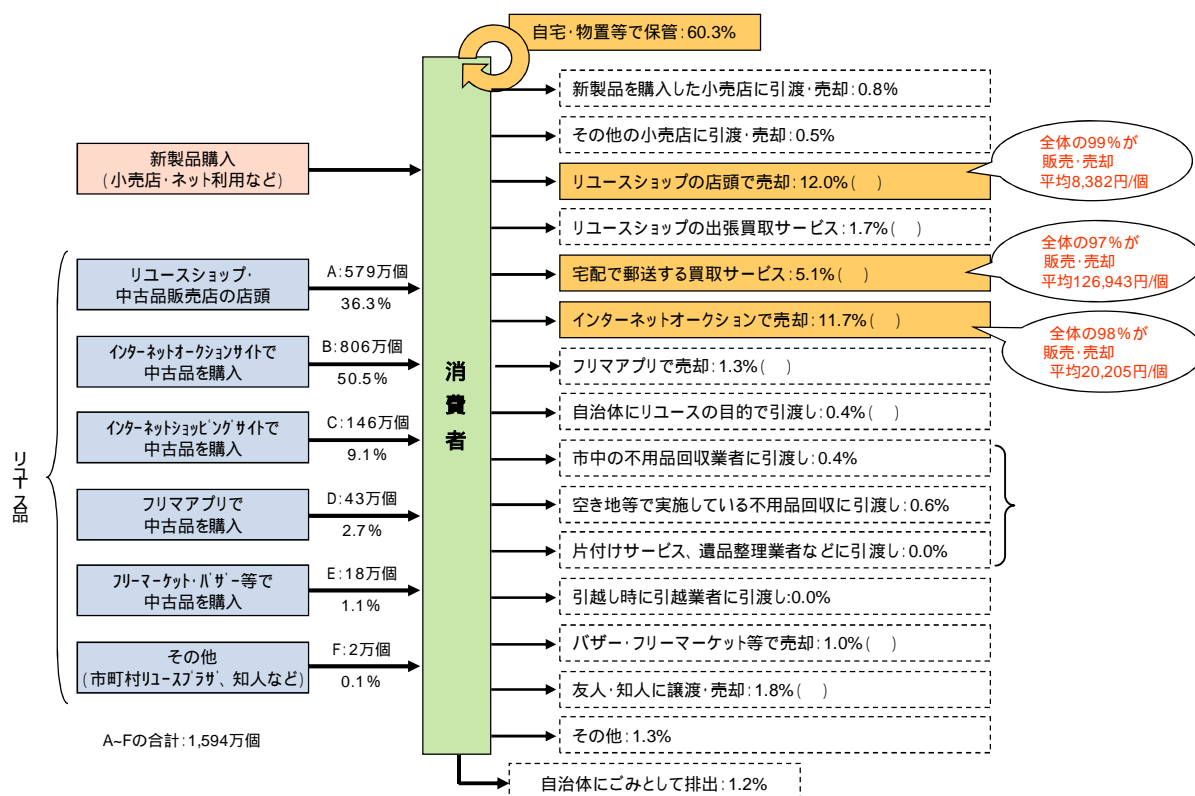 自宅・物置等で保管：60.3%
新製品を購入した小売店に引渡・売却：0.8%
その他の小売店に引渡・売却：0.5%
リユースショップの店頭で売却：12.0%(　)
リユースショップの出張買取サービス：1.7%(　)
宅配で郵送する買取サービス：5.1%(　)
インターネットオークションで売却：11.7%(　)
フリマアプリで売却：1.3%(　)
自治体にリユースの目的で引渡し：0.4%(　)
市中の不用品回収業者に引渡し：0.4%
空き地等で実施している不用品回収に引渡し：0.6%
片付けサービス、遺品整理業者などに引渡し：0.0%
引越し時に引越業者に引渡し:0.0%
バザー・フリーマーケット等で売却：1.0%(　)
友人・知人に譲渡・売却：1.8%(　)
その他：1.3%
自治体にごみとして排出：1.2%
全体の99％が
販売・売却
平均8,382円/個
全体の97％が
販売・売却
平均126,943円/個
全体の98％が
販売・売却
平均20,205円/個
消費者
新製品購入
(小売店・ネット利用など)
リユース品
リユースショップ・
中古品販売店の店頭
A：579万個
36.3%
インターネットオークションサイトで
中古品を購入
B：806万個
50.5%
インターネットショッピングサイトで
中古品を購入
C：146万個
9.1%
フリマアプリで
中古品を購入
D：43万個
2.7%
フリーマーケット・バザー等で
中古品を購入
E：18万個
1.1%
その他
(市町村リユースプラザ、知人など)
F：2万個
0.1%
A~Fの合計：1,594万個